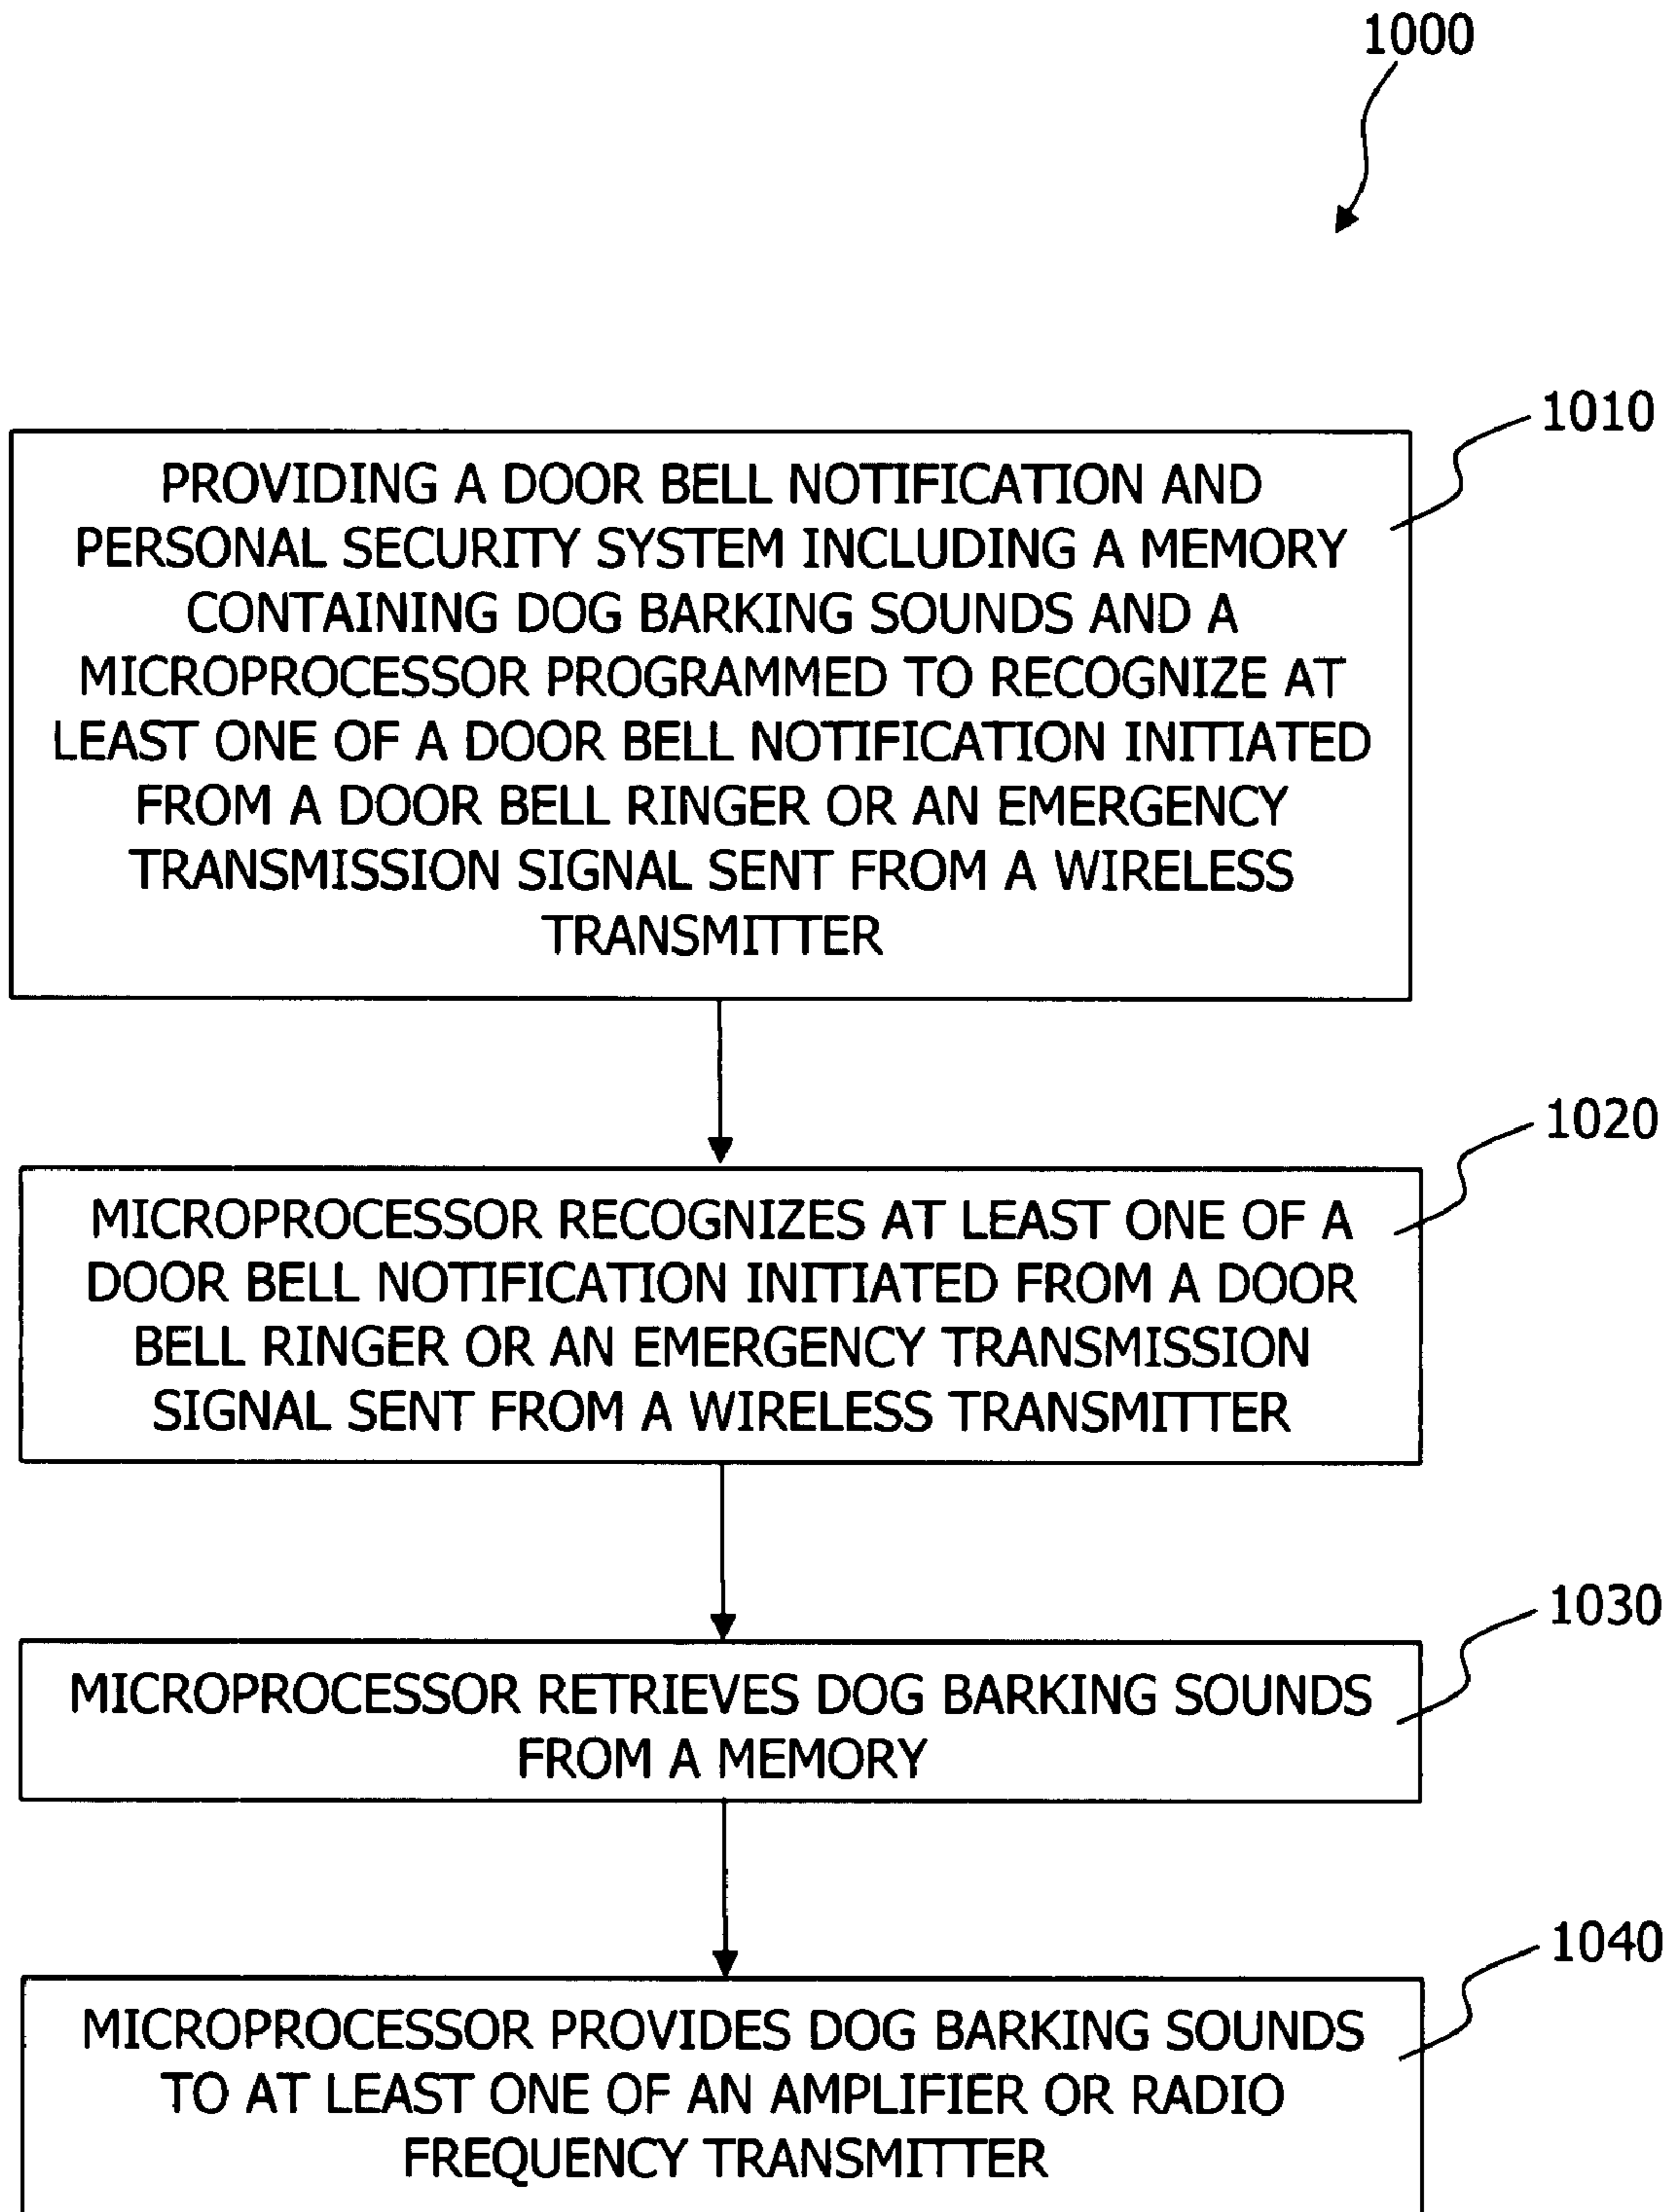 1000
1010
PROVIDING A DOOR BELL NOTIFICATION AND
PERSONAL SECURITY SYSTEM INCLUDING A MEMORY
CONTAINING DOG BARKING SOUNDS AND A
MICROPROCESSOR PROGRAMMED TO RECOGNIZE AT
LEAST ONE OF A DOOR BELL NOTIFICATION INITIATED
FROM A DOOR BELL RINGER OR AN EMERGENCY
TRANSMISSION SIGNAL SENT FROM A WIRELESS
TRANSMITTER
1020
MICROPROCESSOR RECOGNIZES AT LEAST ONE OF A
DOOR BELL NOTIFICATION INITIATED FROM A DOOR
BELL RINGER OR AN EMERGENCY TRANSMISSION
SIGNAL SENT FROM A WIRELESS TRANSMITTER
1030
MICROPROCESSOR RETRIEVES DOG BARKING SOUNDS
FROM A MEMORY
1040
MICROPROCESSOR PROVIDES DOG BARKING SOUNDS
TO AT LEAST ONE OF AN AMPLIFIER OR RADIO
FREQUENCY TRANSMITTER